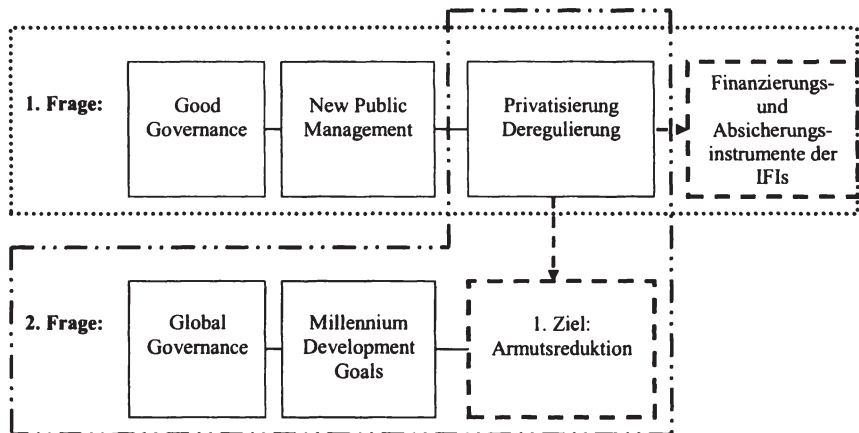 1. Frage:
Good
Governance
New Public
Management
Privatisierung
Deregulierung
Finanzierungs-
und
Absicherungs-
instrumente der
IFIs
2. Frage:
Global
Governance
Millennium
Development
Goals
1. Ziel:
Armutsreduktion